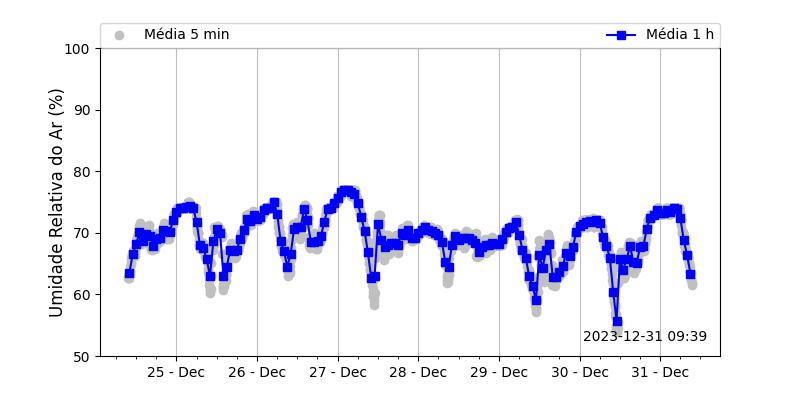 Média 5 min
Média 1 h
Umidade Relativa do Ar (%)
100
90
80
70
60
50
2023-12-31 09:39
25 - Dec
26 - Dec
27 - Dec
28 - Dec
29 - Dec
30 - Dec
31 - Dec